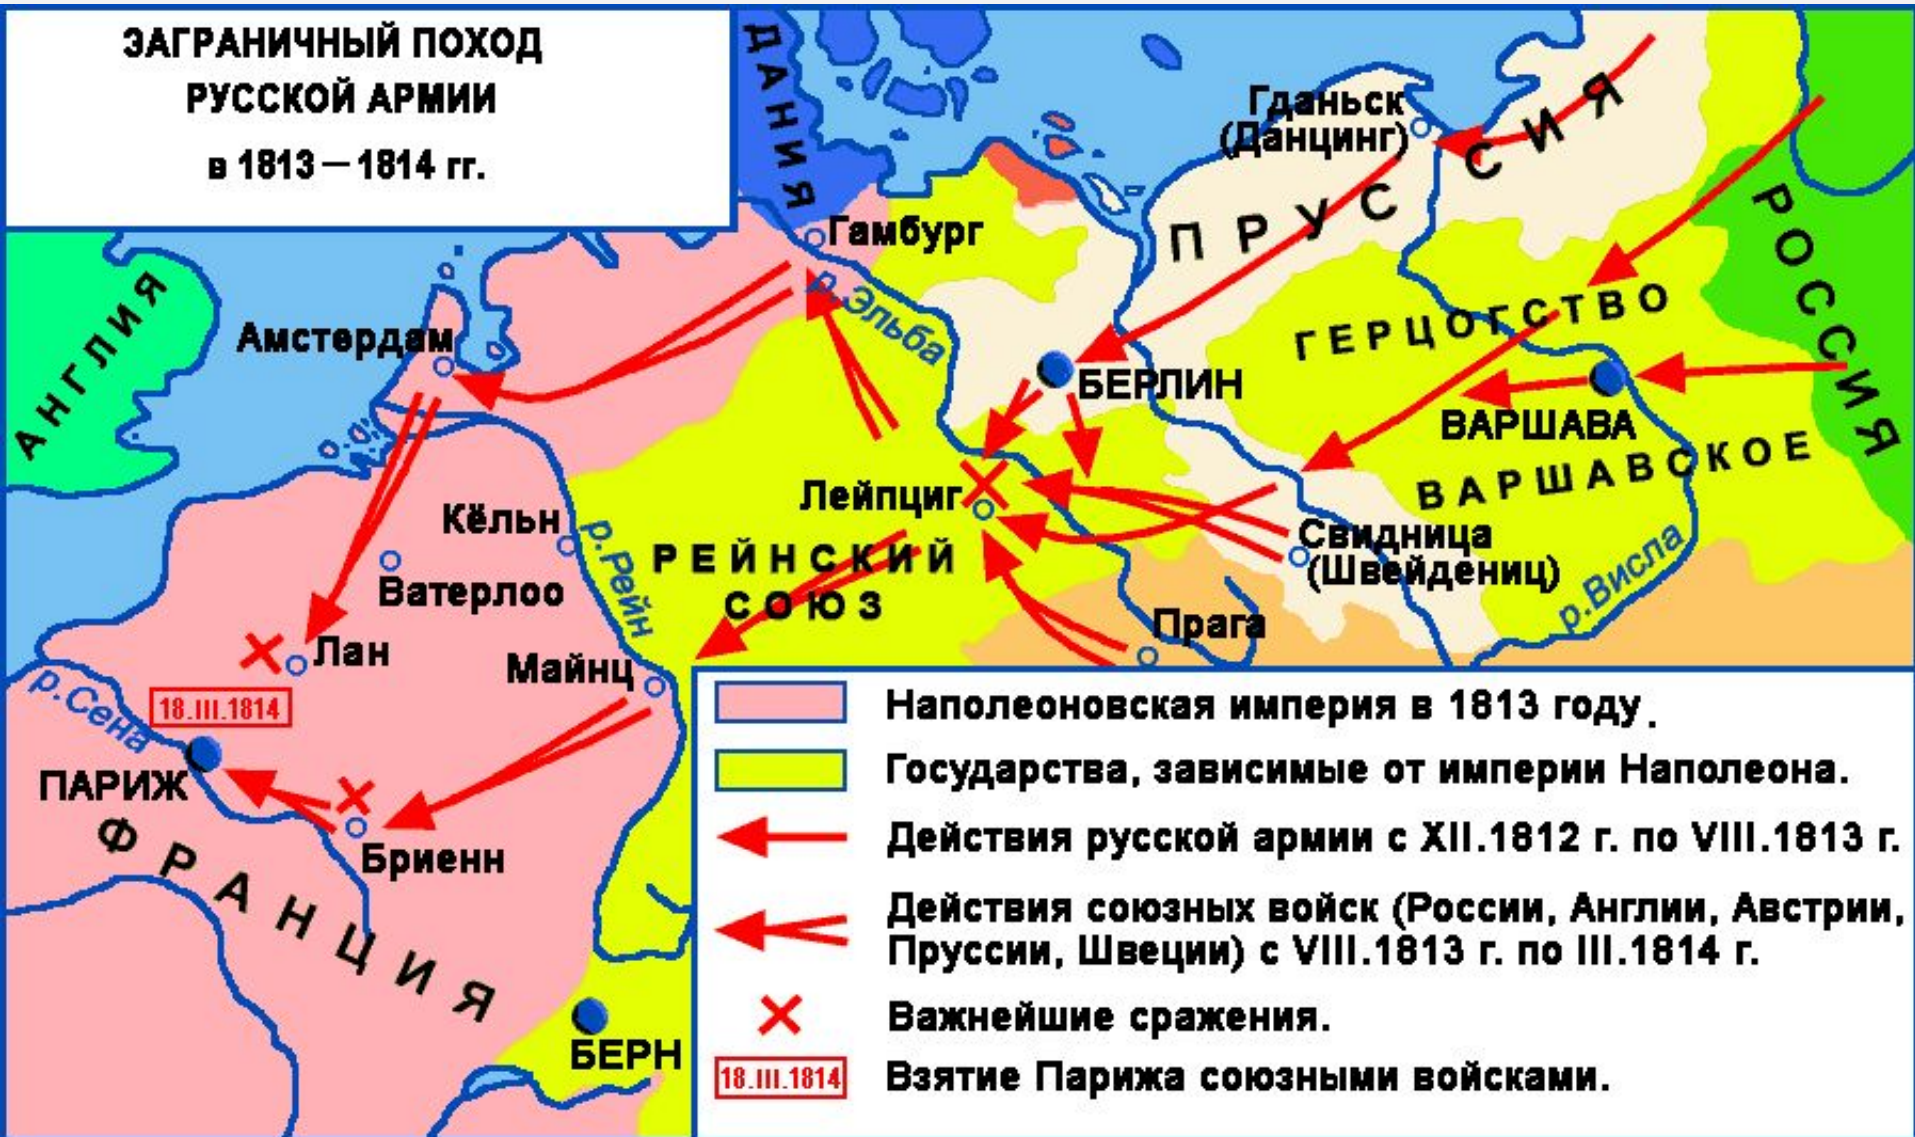 ЗАГРАНИЧНЫЙ ПОХОД
РУССКОЙ АРМИИ
в 1813 — 1814 гг.
ДАНИЯ
Гданьск
(Данцинг)
ПРУССИЯ
РОССИЯ
Гамбург
р.Эльба
АНГЛИЯ
Амстердам
ГЕРЦОГСТВО
БЕРЛИН
ВАРШАВА
ВАРШАВСКОЕ
Лейпциг
Кёльн
р.Рейн
РЕЙНСКИЙ
СОЮЗ
Свидница
(Швейдениц)
р.Висла
Ватерлоо
Прага
Лан
Майнц
р.Сена
18.III.1814
ПАРИЖ
Бриенн
ФРАНЦИЯ
БЕРН
Наполеоновская империя в 1813 году.
Государства, зависимые от империи Наполеона.
Действия русской армии с XII.1812 г. по VIII.1813 г.
Действия союзных войск (России, Англии, Австрии,
Пруссии, Швеции) с VIII.1813 г. по III.1814 г.
Важнейшие сражения.
18.III.1814
Взятие Парижа союзными войсками.